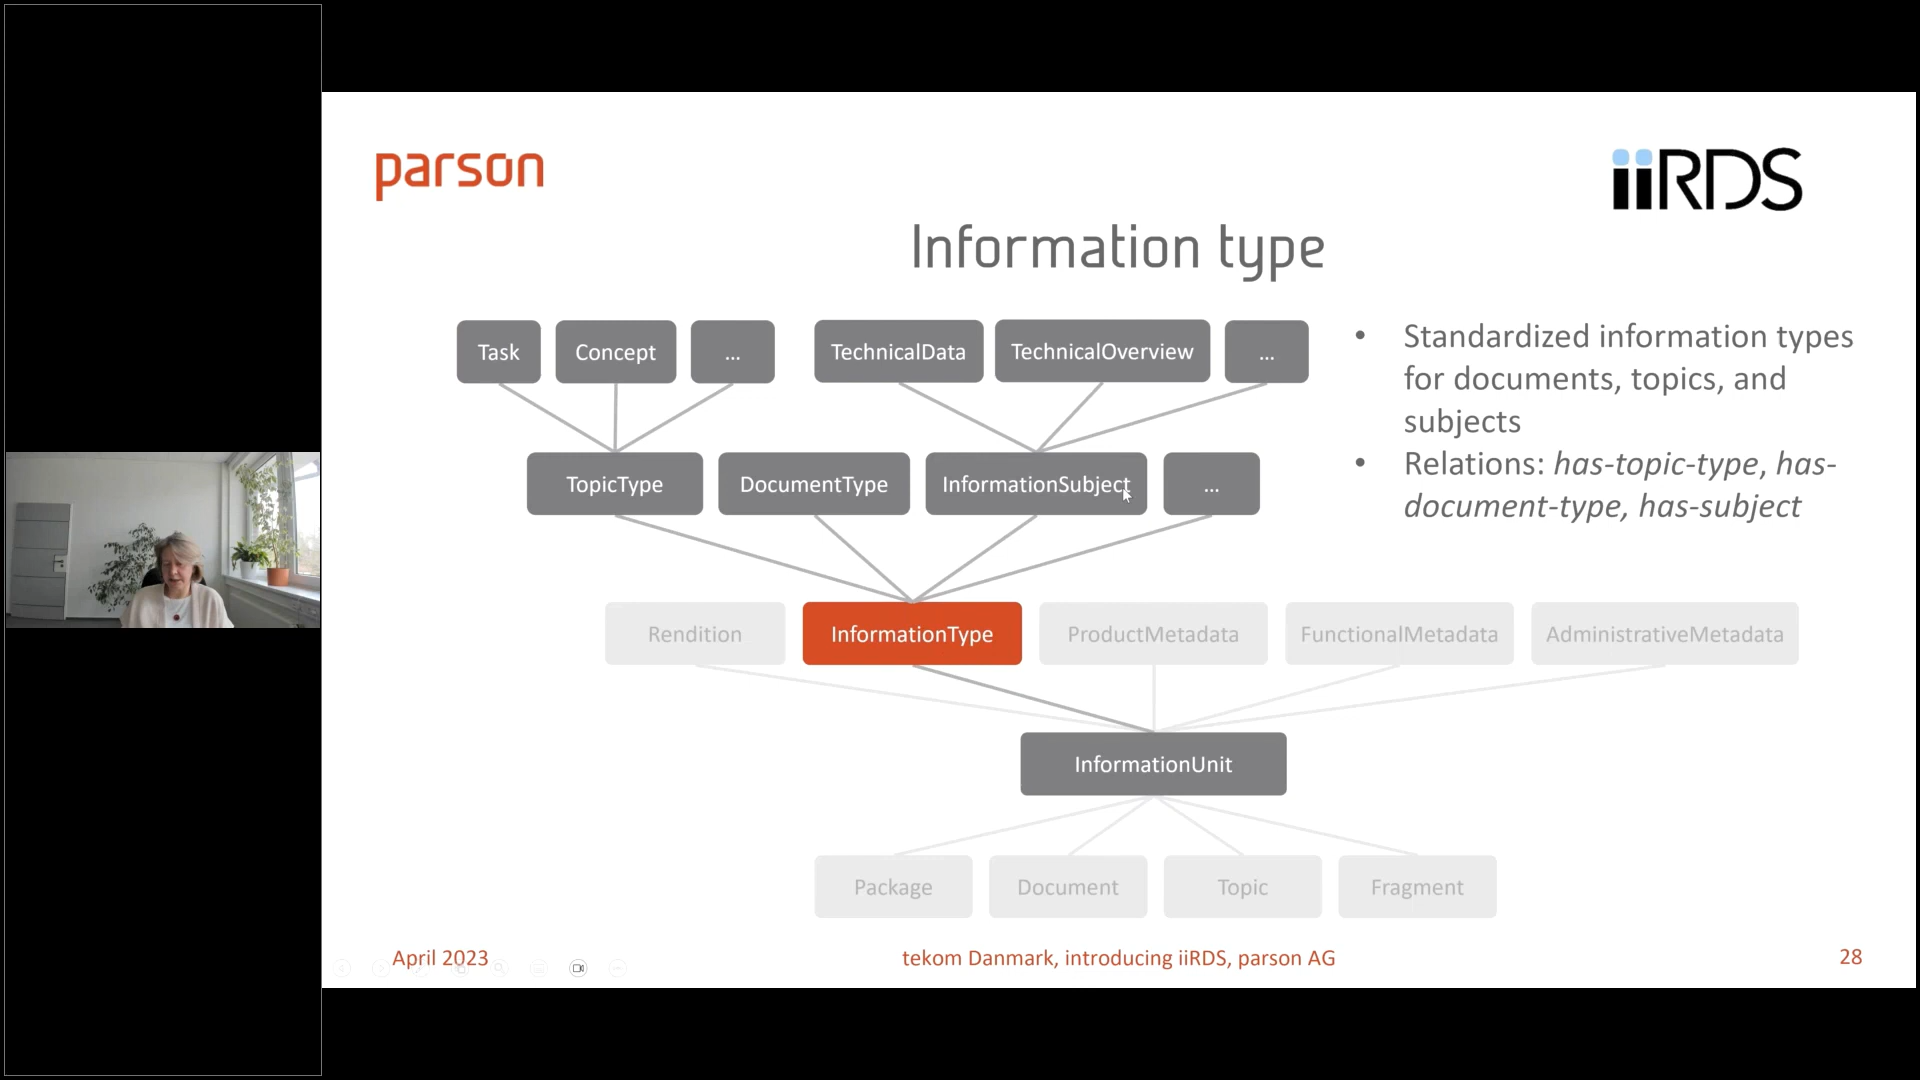 parson
iiRDS
Information type
Task
Concept
...
TechnicalData
TechnicalOverview
...
TopicType
DocumentType
InformationSubject
...
Rendition
InformationType
ProductMetadata
FunctionalMetadata
AdministrativeMetadata
InformationUnit
Package
Document
Topic
Fragment
• Standardized information types
for documents, topics, and
subjects
• Relations: has-topic-type, has-
document-type, has-subject
April 2023
tekom Danmark, introducing iiRDS, parson AG
28